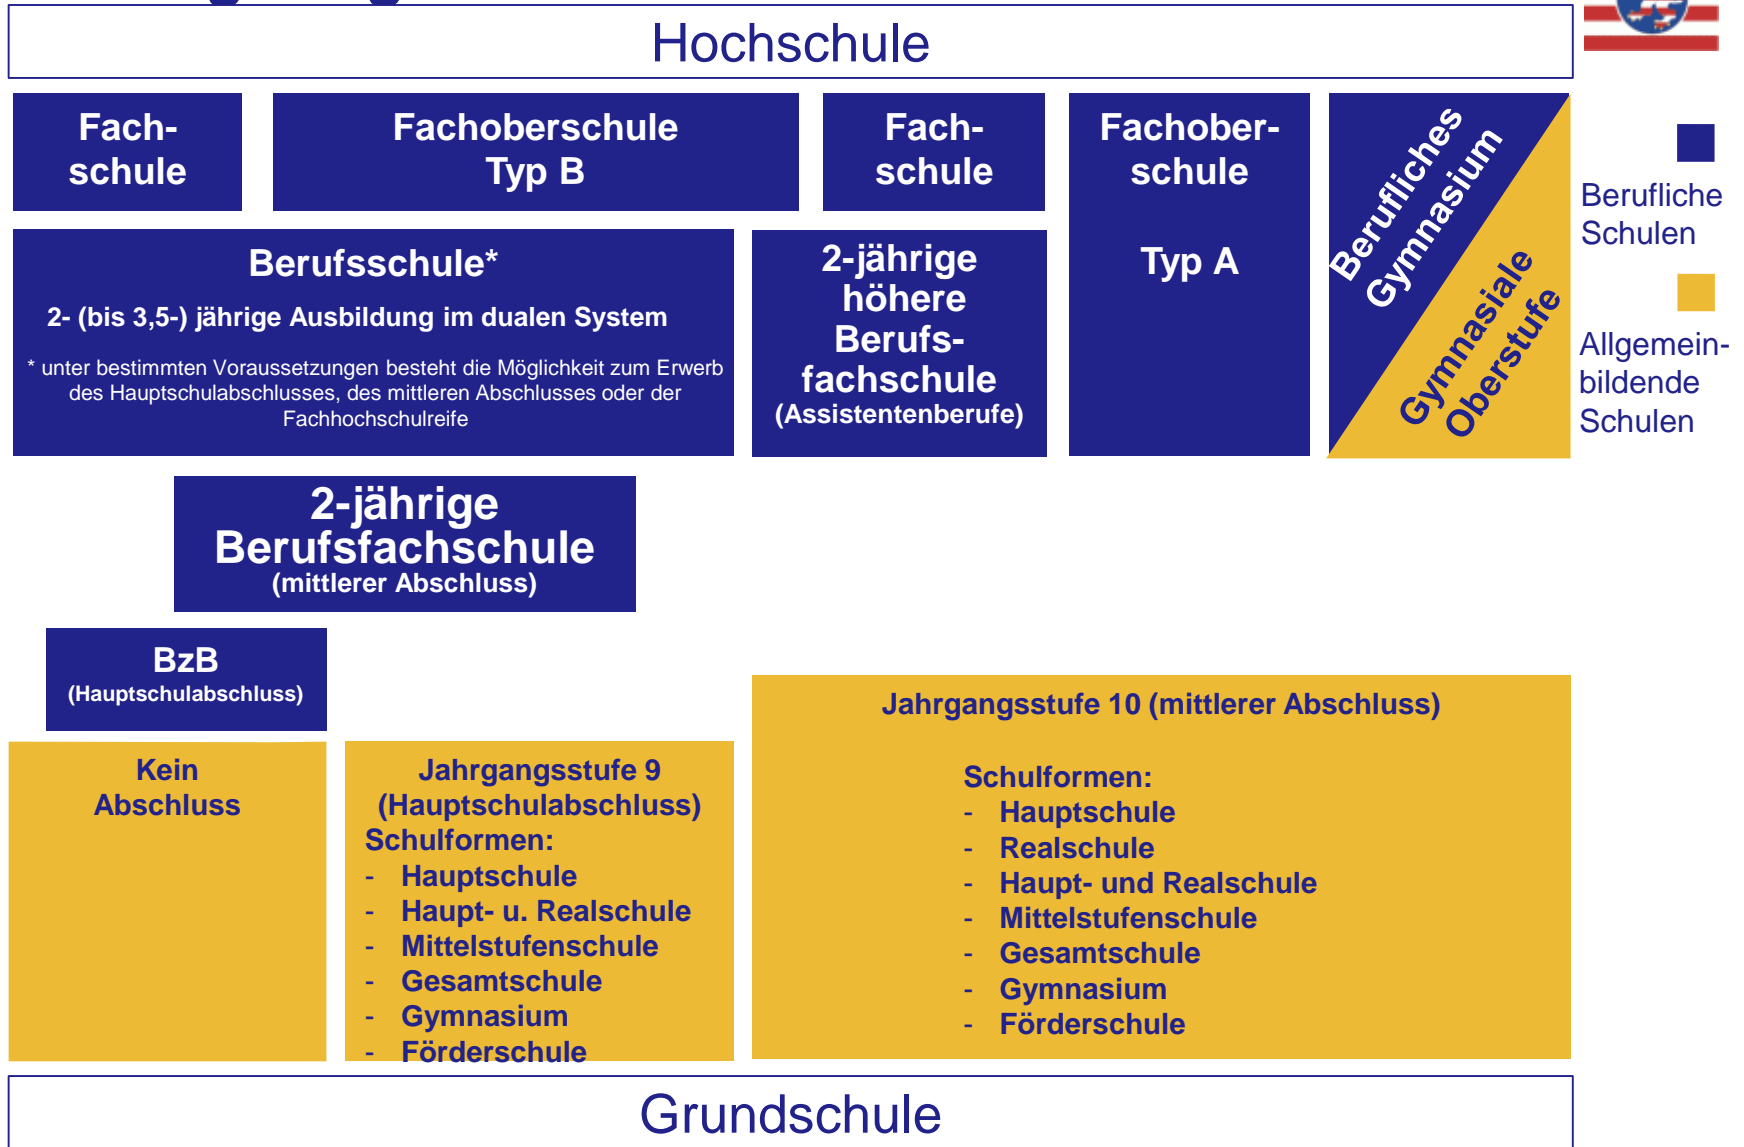 Hochschule
Fach-
schule
Fachoberschule
Typ B
Fach-
schule
Fachober-
schule
Typ A
Berufliches
Gymnasium
Gymnasiale
Oberstufe
Berufliche
Schulen
Allgemein-
bildende
Schulen
Berufsschule*
2- (bis 3,5-) jährige Ausbildung im dualen System
* unter bestimmten Voraussetzungen besteht die Möglichkeit zum Erwerb
des Hauptschulabschlusses, des mittleren Abschlusses oder der
Fachhochschulreife
2-jährige
höhere
Berufs-
fachschule
(Assistentenberufe)
2-jährige
Berufsfachschule
(mittlerer Abschluss)
BzB
(Hauptschulabschluss)
Kein
Abschluss
Jahrgangsstufe 9
(Hauptschulabschluss)
Schulformen:
- Hauptschule
- Haupt- u. Realschule
- Mittelstufenschule
- Gesamtschule
- Gymnasium
- Förderschule
Jahrgangsstufe 10 (mittlerer Abschluss)
Schulformen:
- Hauptschule
- Realschule
- Haupt- und Realschule
- Mittelstufenschule
- Gesamtschule
- Gymnasium
- Förderschule
Grundschule